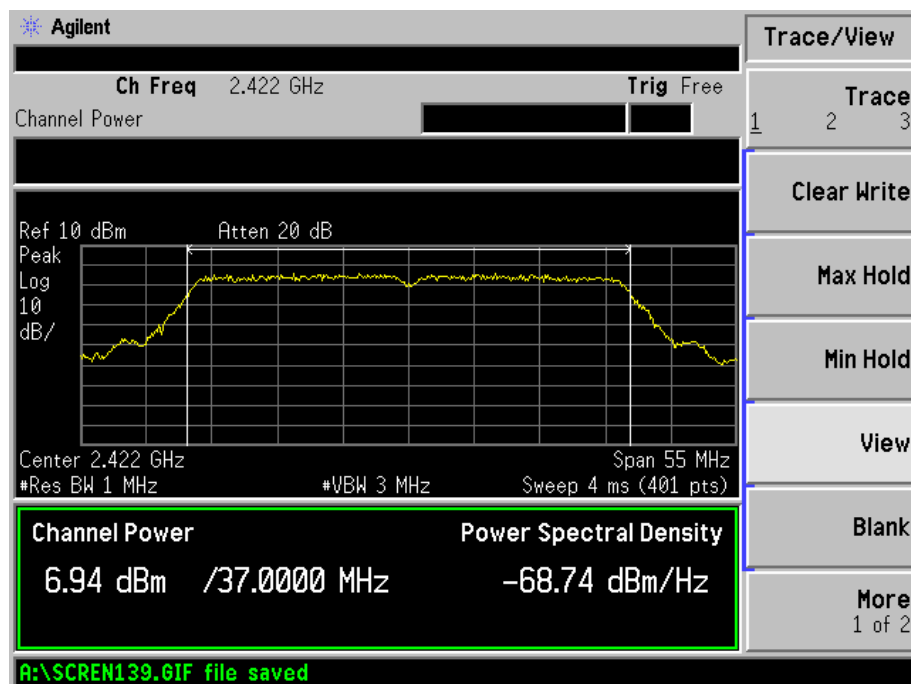 Agilent
Trace/View
Ch Freq 2.422 GHz Trig Free
Channel Power
Trace
1 2 3
Clear Write
Max Hold
Min Hold
View
Blank
More
1 of 2
Ref 10 dBm Atten 20 dB
Peak
Log
10
dB/
Center 2.422 GHz Span 55 MHz
#Res BW 1 MHz #VBW 3 MHz Sweep 4 ms (401 pts)
Channel Power Power Spectral Density
6.94 dBm /37.0000 MHz -68.74 dBm/Hz
A:\SCREN139.GIF file saved